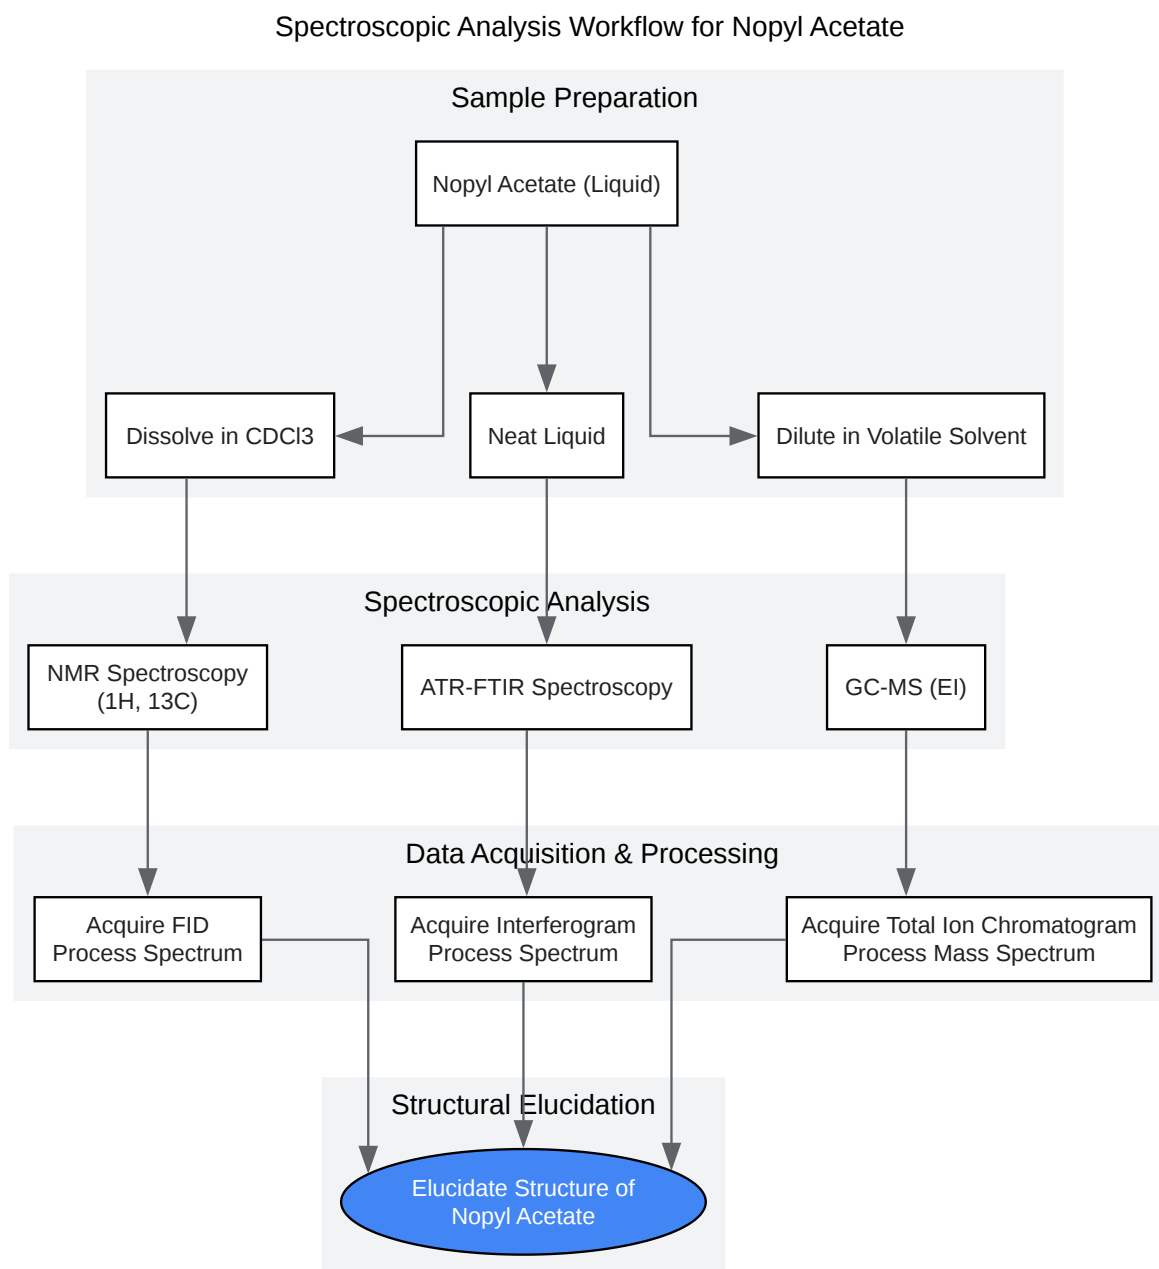 Spectroscopic Analysis Workflow for Nopyl Acetate
Sample Preparation
Nopyl Acetate (Liquid)
Dissolve in CDCl3
Neat Liquid
Dilute in Volatile Solvent
Spectroscopic Analysis
NMR Spectroscopy
(1H, 13C)
ATR-FTIR Spectroscopy
GC-MS (EI)
Data Acquisition & Processing
Acquire FID
Process Spectrum
Acquire Interferogram
Process Spectrum
Acquire Total Ion Chromatogram
Process Mass Spectrum
Structural Elucidation
Elucidate Structure of
Nopyl Acetate